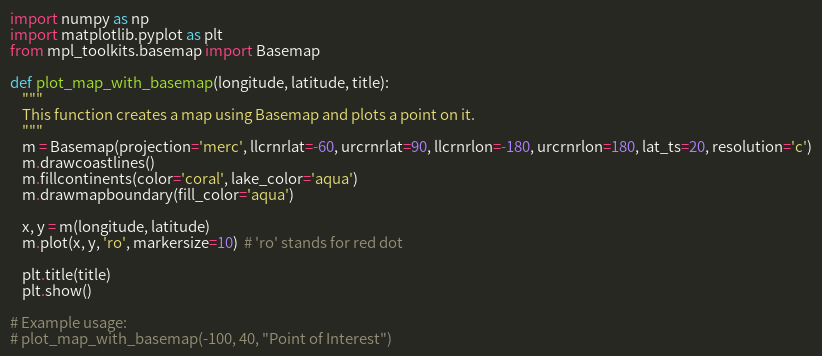 import numpy as np
import matplotlib.pyplot as plt
from mpl_toolkits.basemap import Basemap

def plot_map_with_basemap(longitude, latitude, title):
    """
    This function creates a map using Basemap and plots a point on it.
    """
    m = Basemap(projection='merc', llcrnrlat=-60, urcrnrlat=90, llcrnrlon=-180, urcrnrlon=180, lat_ts=20, resolution='c')
    m.drawcoastlines()
    m.fillcontinents(color='coral', lake_color='aqua')
    m.drawmapboundary(fill_color='aqua')

    x, y = m(longitude, latitude)
    m.plot(x, y, 'ro', markersize=10)  # 'ro' stands for red dot

    plt.title(title)
    plt.show()

# Example usage:
# plot_map_with_basemap(-100, 40, "Point of Interest")